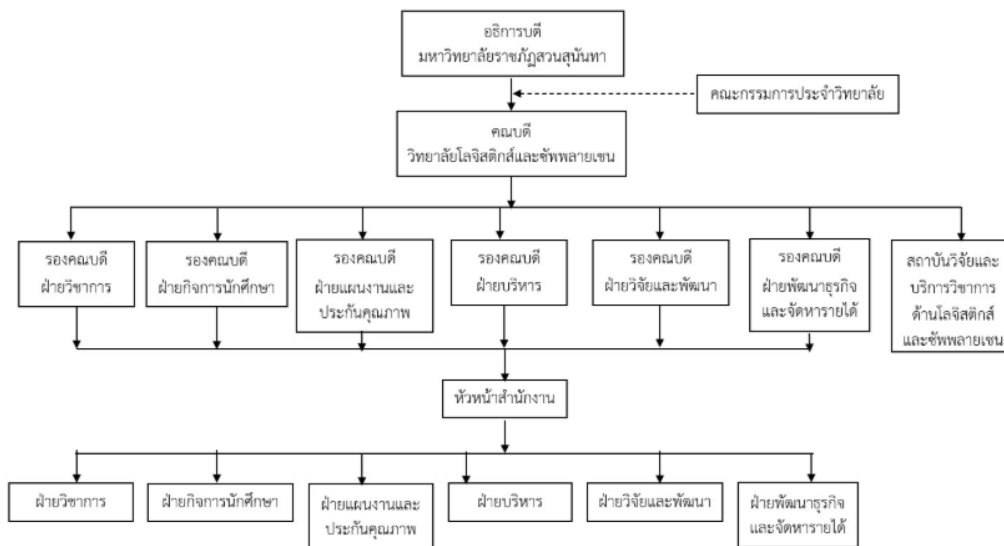 อธิการบดี
มหาวิทยาลัยราชภัฏสวนสุนันทา
คณะกรรมการประจำวิทยาลัย
คณบดี
วิทยาลัยโลจิสติกส์และซัพพลายเชน
รองคณบดี
ฝ่ายวิชาการ
รองคณบดี
ฝ่ายกิจการนักศึกษา
รองคณบดี
ฝ่ายแผนงานและ
ประกันคุณภาพ
รองคณบดี
ฝ่ายบริหาร
รองคณบดี
ฝ่ายวิจัยและพัฒนา
รองคณบดี
ฝ่ายพัฒนาธุรกิจ
และจัดหารายได้
สถาบันวิจัยและ
บริการวิชาการ
ด้านโลจิสติกส์
และซัพพลายเชน
หัวหน้าสำนักงาน
ฝ่ายวิชาการ
ฝ่ายกิจการนักศึกษา
ฝ่ายแผนงานและ
ประกันคุณภาพ
ฝ่ายบริหาร
ฝ่ายวิจัยและพัฒนา
ฝ่ายพัฒนาธุรกิจ
และจัดหารายได้